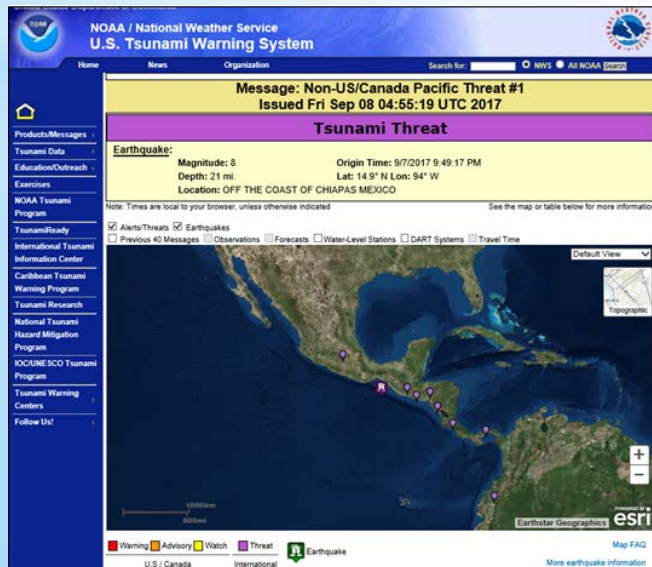 NOAA / National Weather Service
U.S. Tsunami Warning System
Home News Organization Search for: NWS All NOAA Search
Message: Non-US/Canada Pacific Threat #1
Issued Fri Sep 08 04:55:19 UTC 2017
Tsunami Threat
Earthquake:
Magnitude: 8 Origin Time: 9/7/2017 9:49:17 PM
Depth: 21 mi. Lat: 14.9° N Lon: 94° W
Location: OFF THE COAST OF CHIAPAS MEXICO
Note: Times are local to your browser, unless otherwise indicated See the map or table below for more information
Alerts/Threats Earthquakes
Previous 40 Messages Observations Forecasts Water-Level Stations DART Systems Travel Time
Products/Messages
Tsunami Data
Education/Outreach
Exercises
NOAA Tsunami
Program
TsunamiReady
International Tsunami
Information Center
Caribbean Tsunami
Warning Program
Tsunami Research
National Tsunami
Hazard Mitigation
Program
IOC/UNESCO Tsunami
Program
Tsunami Warning
Centers
Follow Us!
Default View
Topographic
+
−
1000km
600mi
Earthstar Geographics
POWERED BY
esri
Warning Advisory Watch Threat Earthquake
U.S / Canada International
Map FAQ
More earthquake information